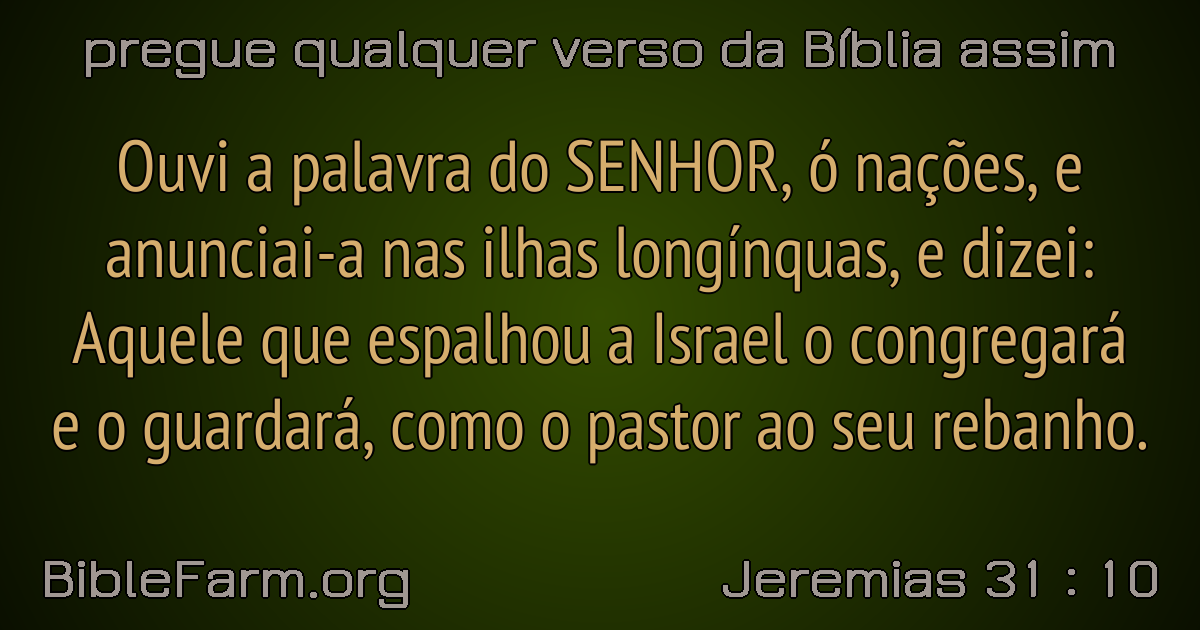 pregue qualquer verso da Bíblia assim
Ouvi a palavra do SENHOR, ó nações, e
anunciai-a nas ilhas longínquas, e dizei:
Aquele que espalhou a Israel o congregará
e o guardará, como o pastor ao seu rebanho.
BibleFarm.org
Jeremias 31 : 10